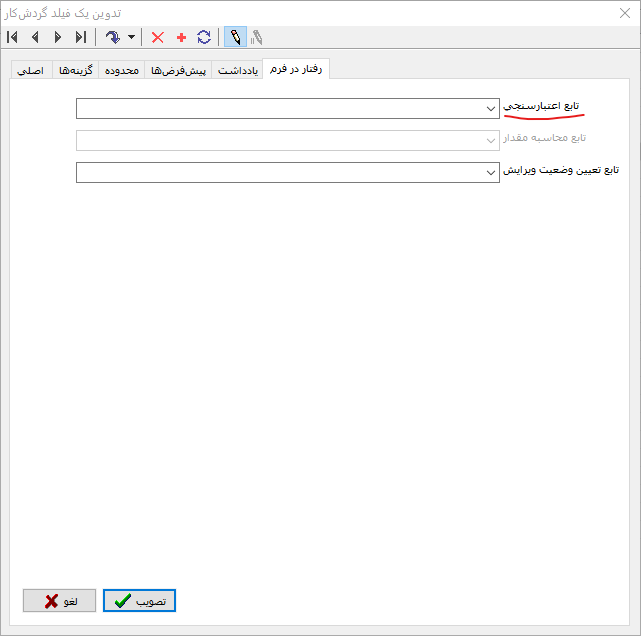 تدوین یک فیلد گردش‌کار
اصلی گزینه‌ها محدوده پیش‌فرض‌ها یادداشت رفتار در فرم
تابع اعتبارسنجی
تابع محاسبه مقدار
تابع تعیین وضعیت ویرایش
تصویب لغو